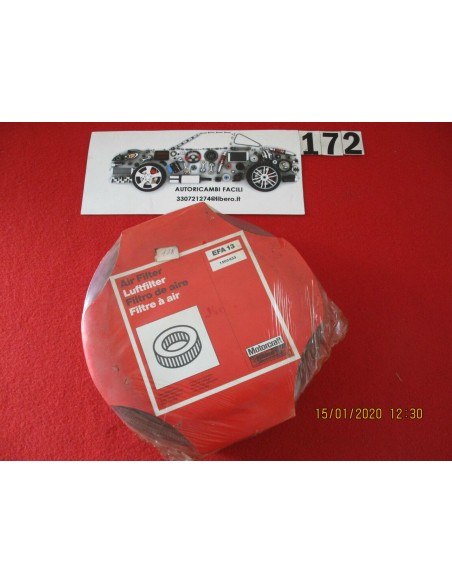 172
AUTORICAMBI FACILI
330721274@libero.it
EFA 13
Air Filter
Luftfilter
Filtro de aire
Filtre à air
Motorcraft
15/01/2020 12:30